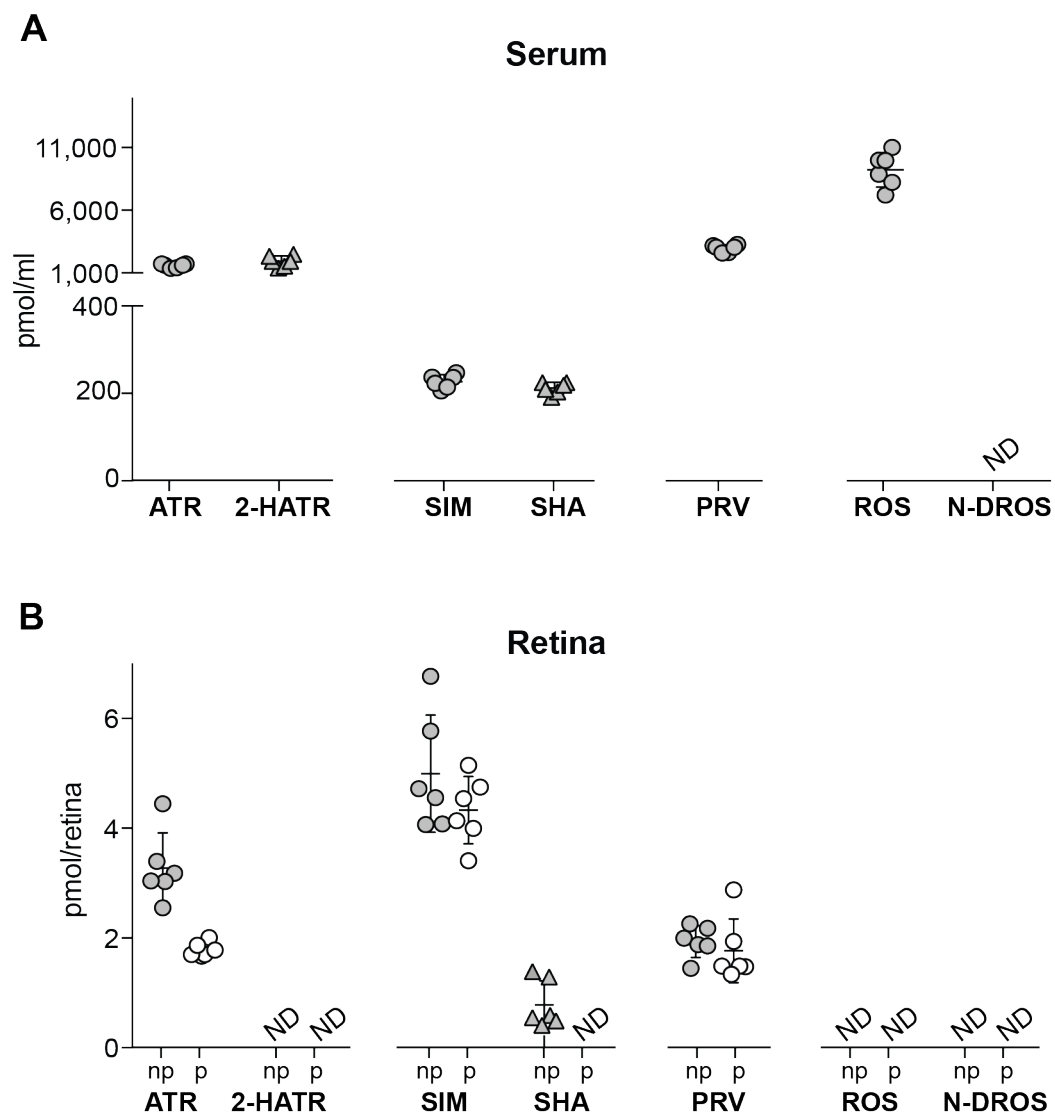 A
Serum
pmol/ml
11,000
6,000
1,000
400
200
0
ND
ATR 2-HATR SIM SHA PRV ROS N-DROS
B
Retina
pmol/retina
6
4
2
0
ND ND ND ND ND ND ND
np p np p np p np p np p np p np p
ATR 2-HATR SIM SHA PRV ROS N-DROS